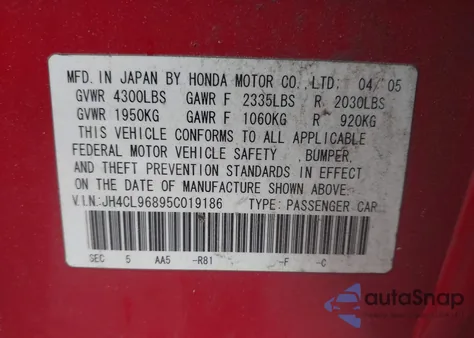 MFD. IN JAPAN BY HONDA MOTOR CO., LTD. 04/'05
GVWR 4300LBS GAWR F 2335LBS R 2030LBS
GVWR 1950KG GAWR F 1060KG R 920KG
THIS VEHICLE CONFORMS TO ALL APPLICABLE
FEDERAL MOTOR VEHICLE SAFETY , BUMPER,
AND THEFT PREVENTION STANDARDS IN EFFECT
ON THE DATE OF MANUFACTURE SHOWN ABOVE.
V.I.N:JH4CL96895C019186 TYPE: PASSENGER CAR
SEC 5 AA5 -R81 -F -C
autoSnap